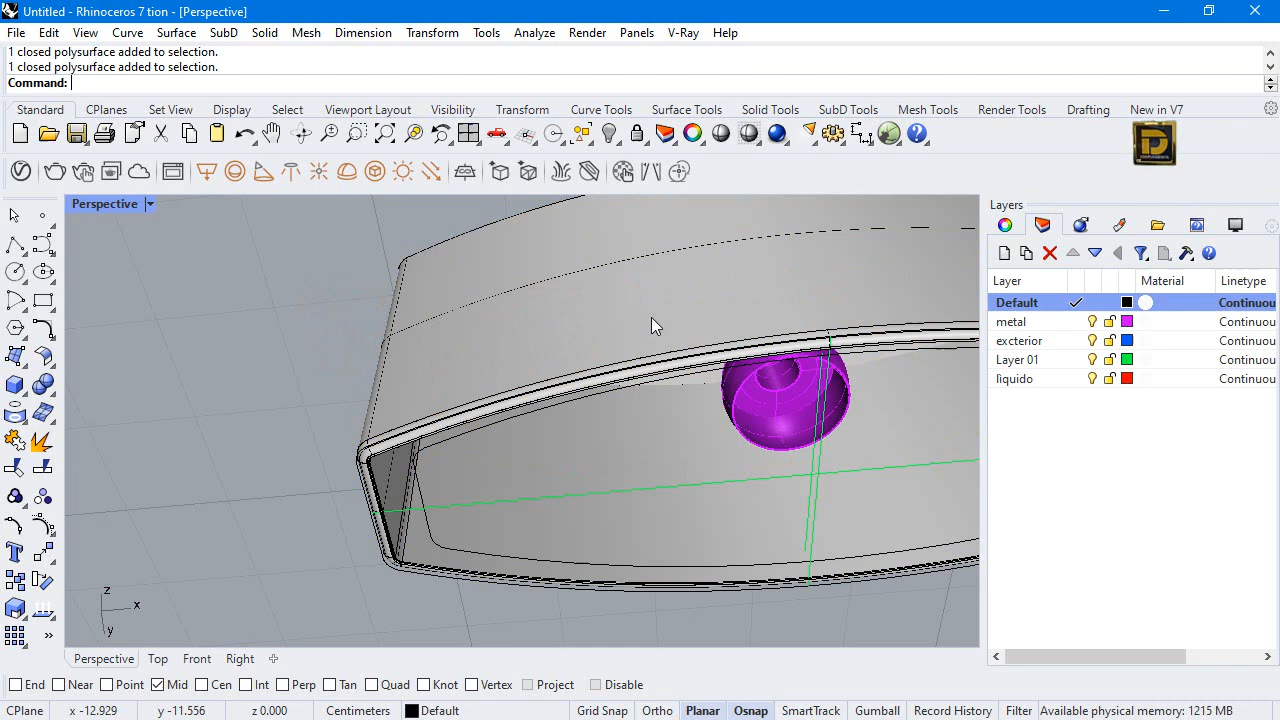 Untitled - Rhinoceros 7 tion - [Perspective]
File Edit View Curve Surface SubD Solid Mesh Dimension Transform Tools Analyze Render Panels V-Ray Help
1 closed polysurface added to selection.
1 closed polysurface added to selection.
Command:
Standard CPlanes Set View Display Select Viewport Layout Visibility Transform Curve Tools Surface Tools Solid Tools SubD Tools Mesh Tools Render Tools Drafting New in V7
Perspective
Layers
Layer Material Linetype
Default Continuou
metal Continuou
excterior Continuou
Layer 01 Continuou
liquido Continuou
z
x
y
Perspective Top Front Right
End Near Point Mid Cen Int Perp Tan Quad Knot Vertex Project Disable
CPlane x -12.929 y -11.556 z 0.000 Centimeters Default Grid Snap Ortho Planar Osnap SmartTrack Gumball Record History Filter Available physical memory: 1215 MB